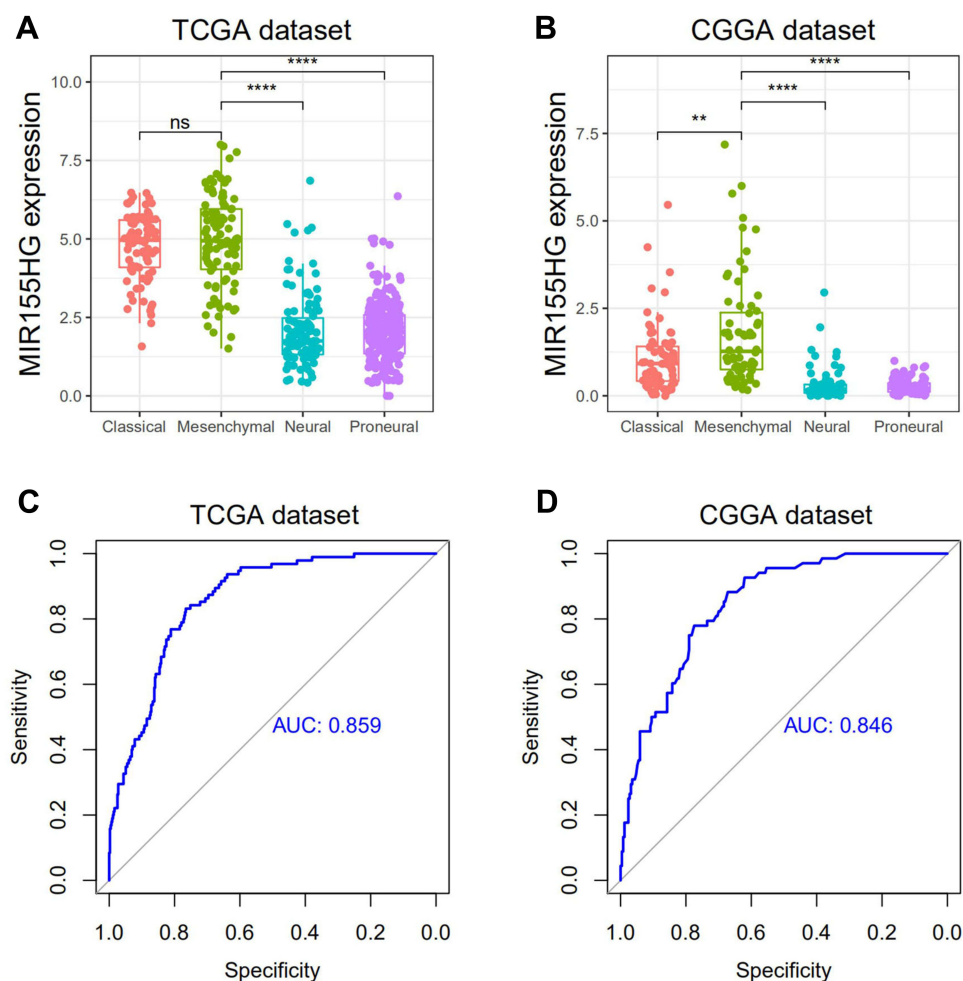 A
TCGA dataset
MIR155HG expression
10.0
7.5
5.0
2.5
0.0
ns
****
****
Classical
Mesenchymal
Neural
Proneural
B
CGGA dataset
MIR155HG expression
7.5
5.0
2.5
0.0
**
****
****
Classical
Mesenchymal
Neural
Proneural
C
TCGA dataset
Sensitivity
1.0
0.8
0.6
0.4
0.2
0.0
AUC: 0.859
1.0 0.8 0.6 0.4 0.2 0.0
Specificity
D
CGGA dataset
Sensitivity
1.0
0.8
0.6
0.4
0.2
0.0
AUC: 0.846
1.0 0.8 0.6 0.4 0.2 0.0
Specificity